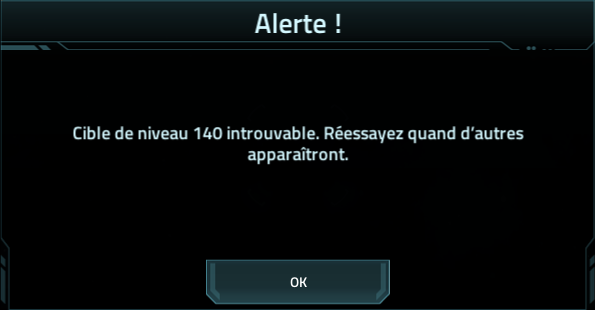 Alerte !
Cible de niveau 140 introuvable. Réessayez quand d'autres
apparaîtront.
OK